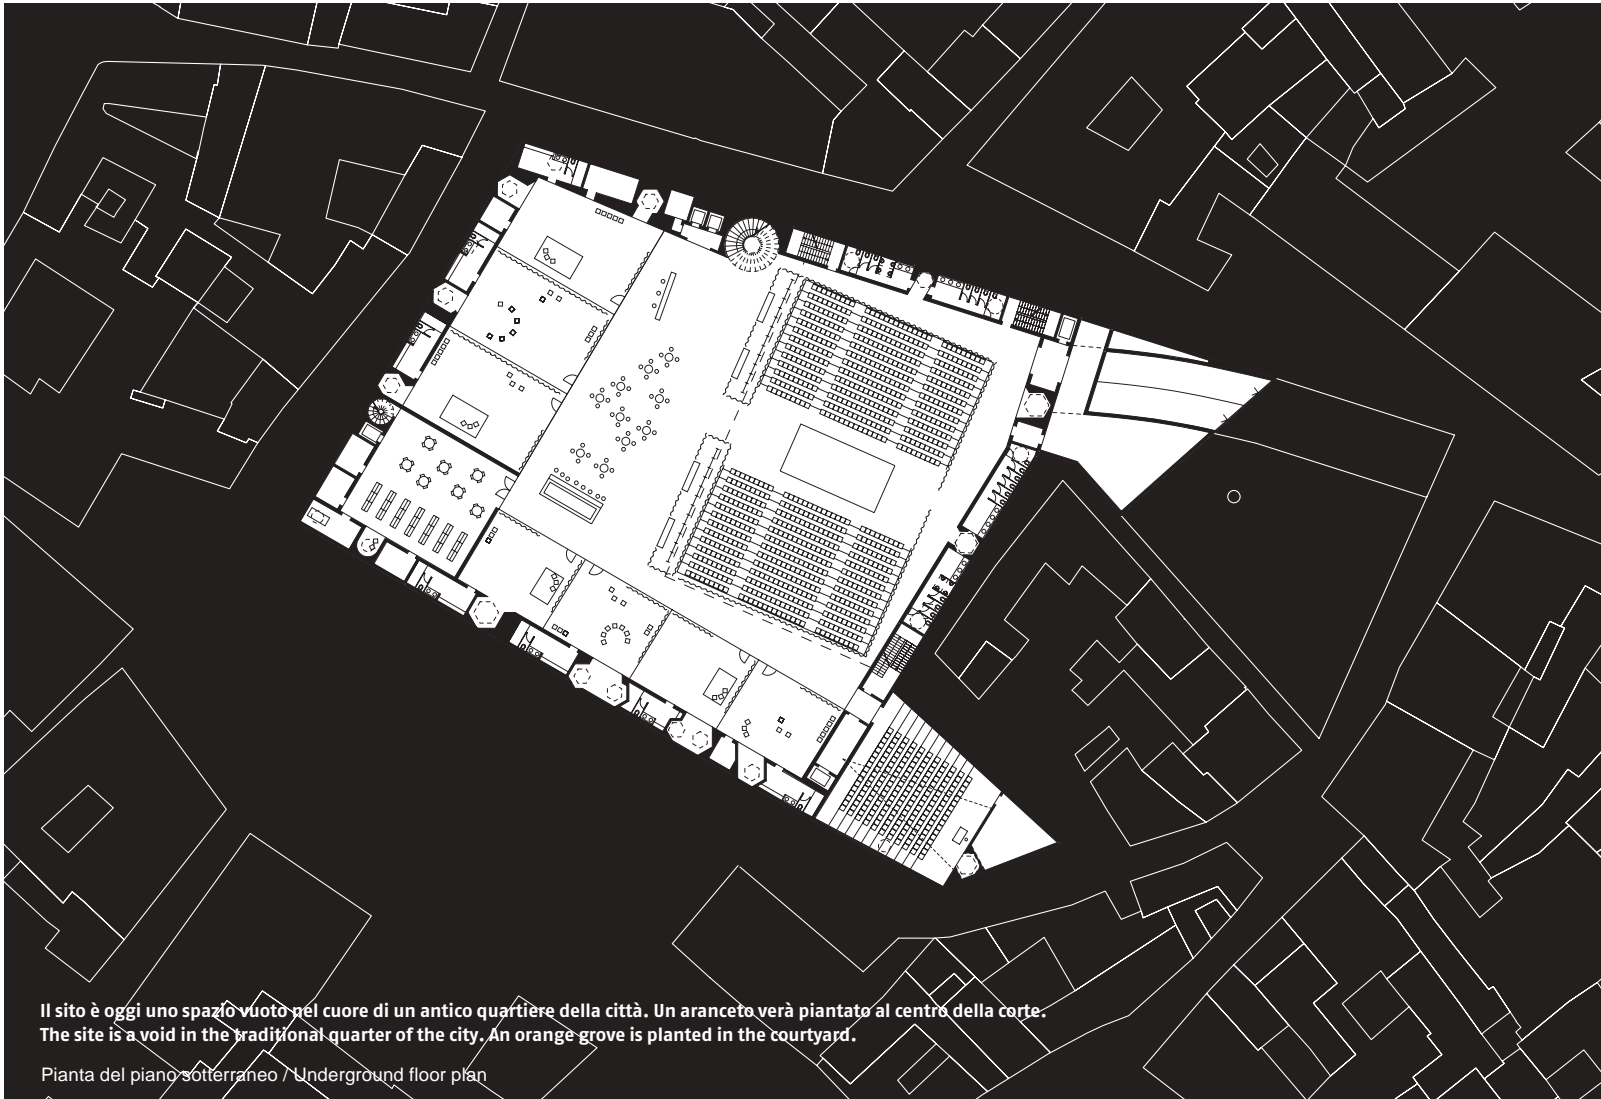 Il sito è oggi uno spazio vuoto nel cuore di un antico quartiere della città. Un aranceto verà piantato al centro della corte.
The site is a void in the traditional quarter of the city. An orange grove is planted in the courtyard.
Pianta del piano sotterraneo / Underground floor plan